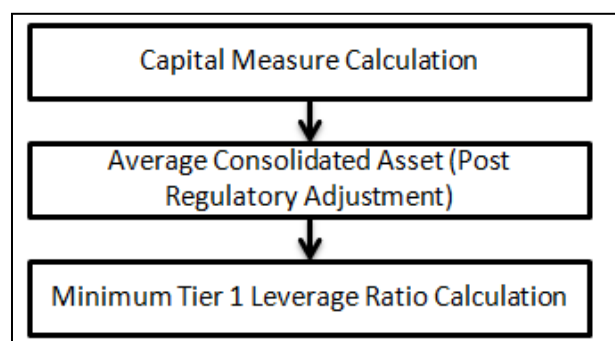 Capital Measure Calculation
Average Consolidated Asset (Post
Regulatory Adjustment)
Minimum Tier 1 Leverage Ratio Calculation